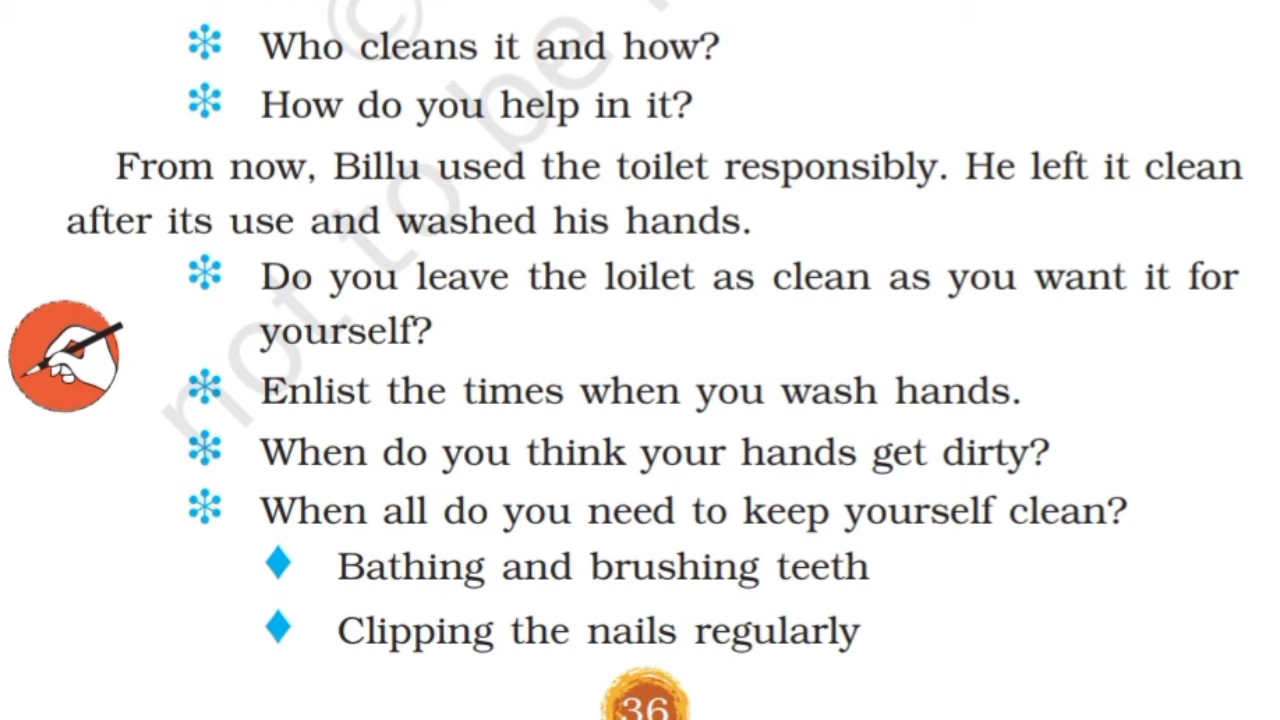 Who cleans it and how?
How do you help in it?
From now, Billu used the toilet responsibly. He left it clean
after its use and washed his hands.
Do you leave the loilet as clean as you want it for
yourself?
Enlist the times when you wash hands.
When do you think your hands get dirty?
When all do you need to keep yourself clean?
Bathing and brushing teeth
Clipping the nails regularly
36
©
not to be